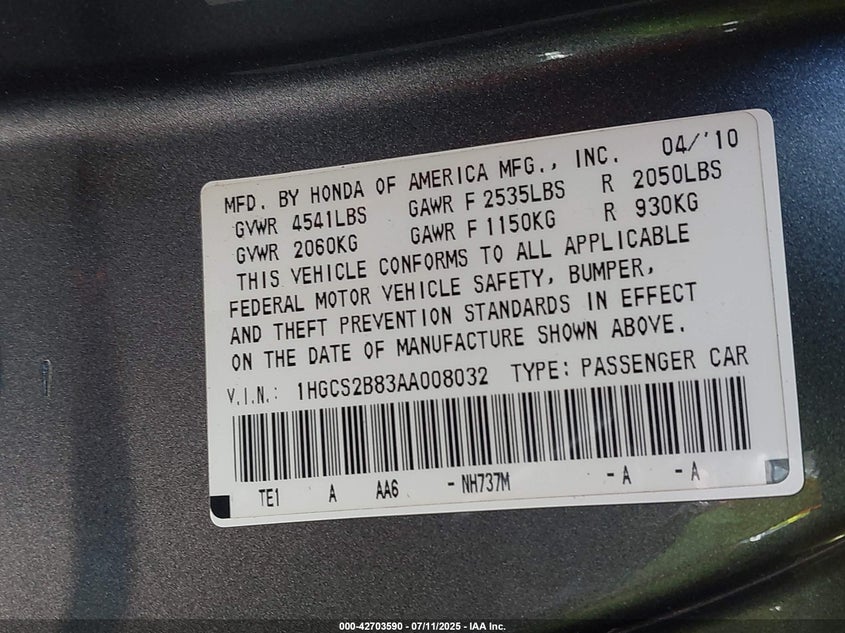 MFD. BY HONDA OF AMERICA MFG., INC. 04/'10
GVWR 4541LBS GAWR F 2535LBS R 2050LBS
GVWR 2060KG GAWR F 1150KG R 930KG
THIS VEHICLE CONFORMS TO ALL APPLICABLE
FEDERAL MOTOR VEHICLE SAFETY, BUMPER,
AND THEFT PREVENTION STANDARDS IN EFFECT
ON THE DATE OF MANUFACTURE SHOWN ABOVE.
V.I.N.: 1HGCS2B83AA008032 TYPE: PASSENGER CAR
TE1 A AA6 - NH737M - A - A
000-42703590 - 07/11/2025 - IAA Inc.